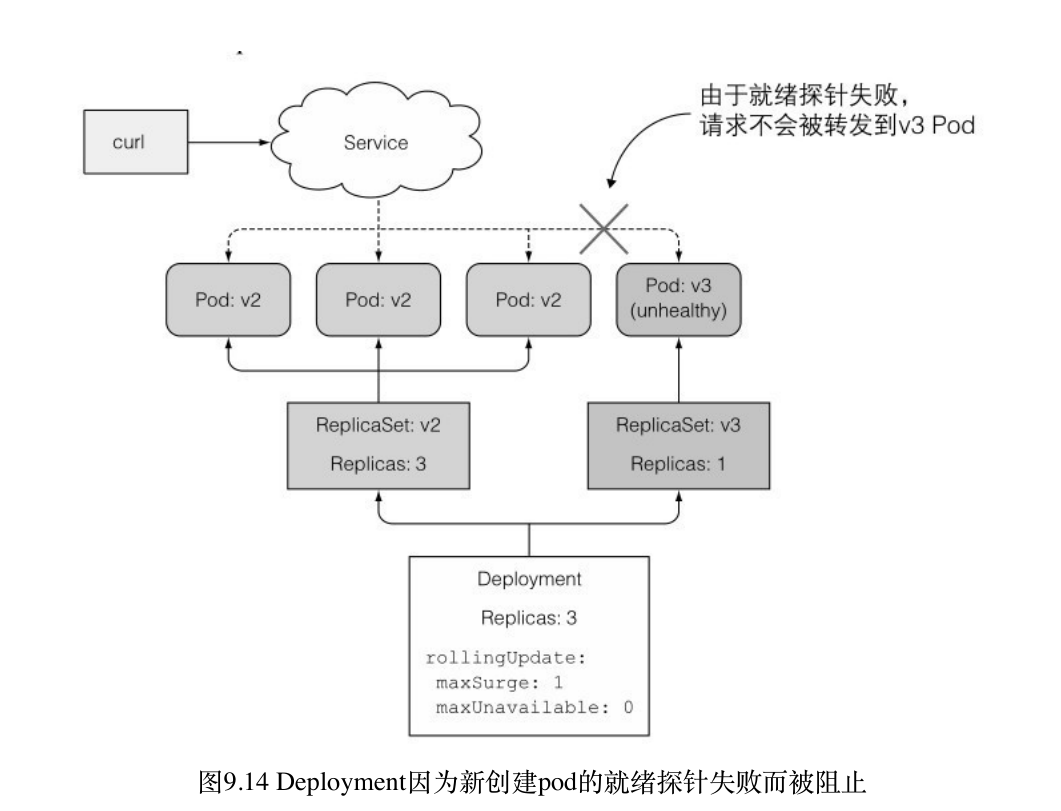 由于就绪探针失败，
请求不会被转发到v3 Pod
curl
Service
Pod: v2
Pod: v2
Pod: v2
Pod: v3
(unhealthy)
ReplicaSet: v2
Replicas: 3
ReplicaSet: v3
Replicas: 1
Deployment
Replicas: 3
rollingUpdate:
maxSurge: 1
maxUnavailable: 0
图9.14 Deployment因为新创建pod的就绪探针失败而被阻止